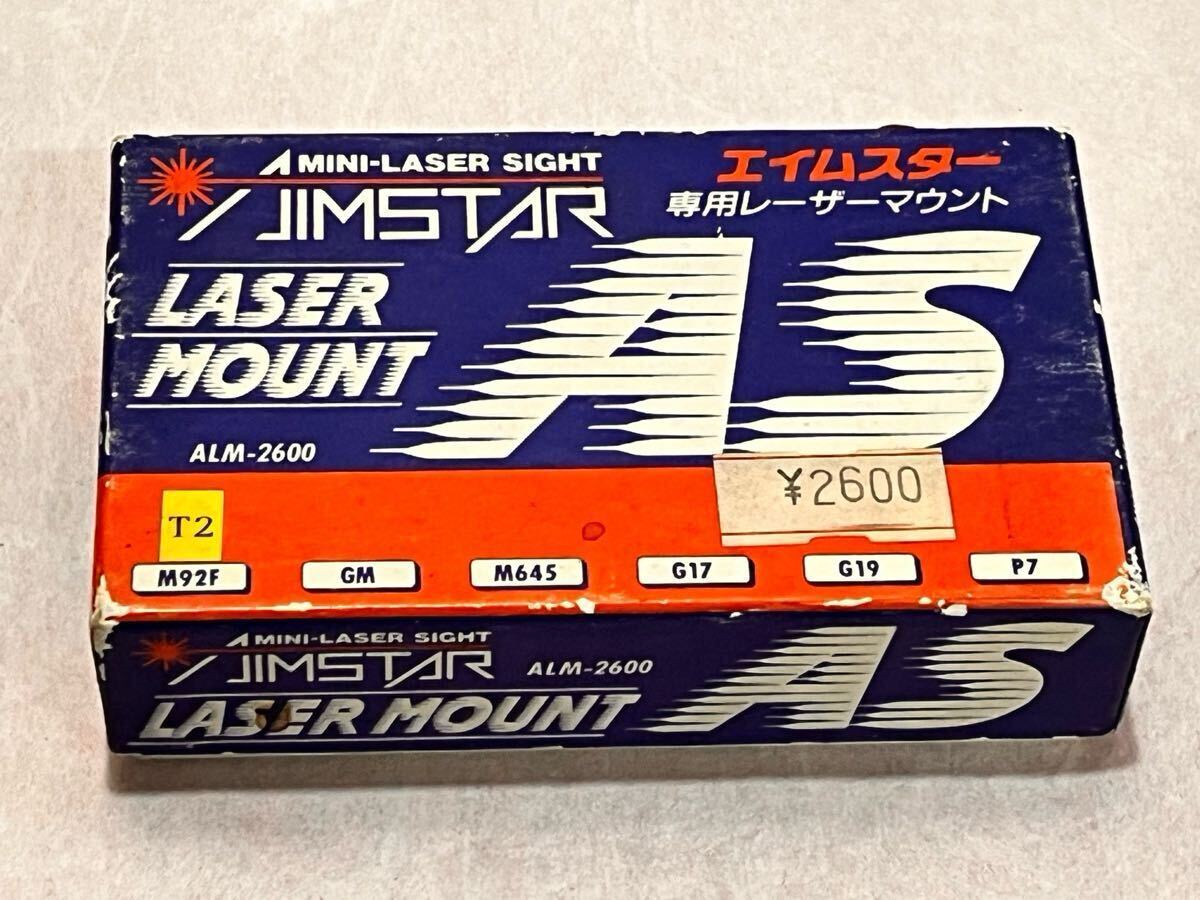 A MINI-LASER SIGHT
AIMSTAR
エイムスター
専用レーザーマウント
LASER
MOUNT
AS
ALM-2600
¥2600
T2
M92F GM M645 G17 G19 P7
A MINI-LASER SIGHT
AIMSTAR
ALM-2600
LASER MOUNT
AS